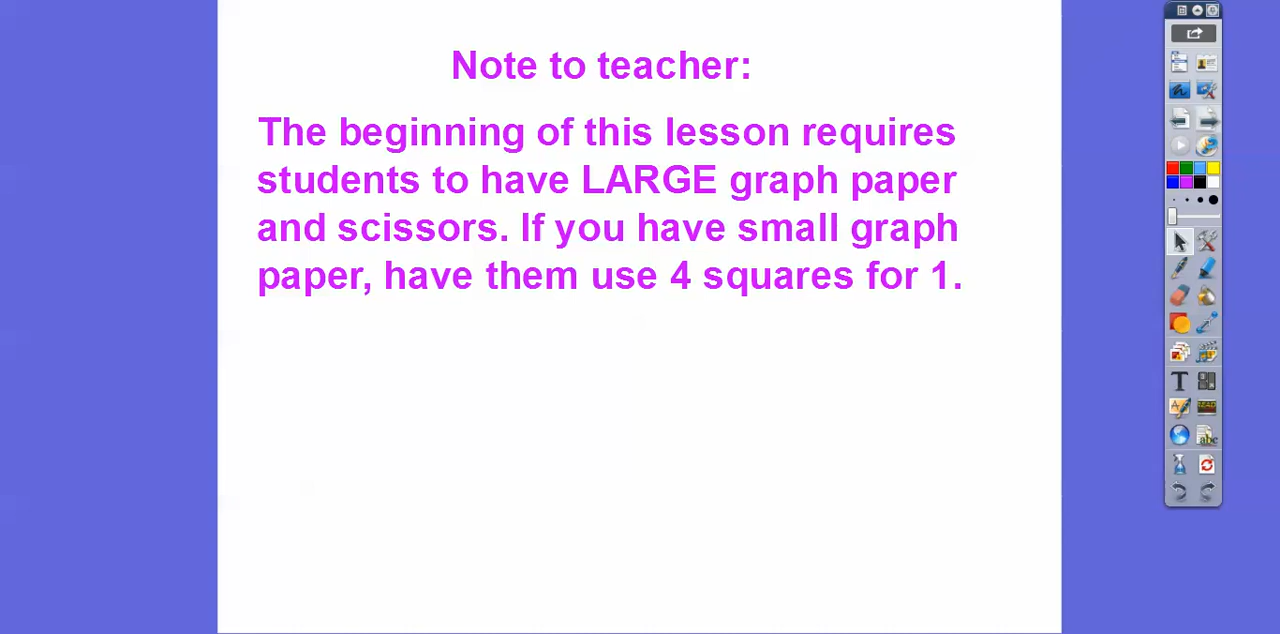 Note to teacher:
The beginning of this lesson requires
students to have LARGE graph paper
and scissors. If you have small graph
paper, have them use 4 squares for 1.